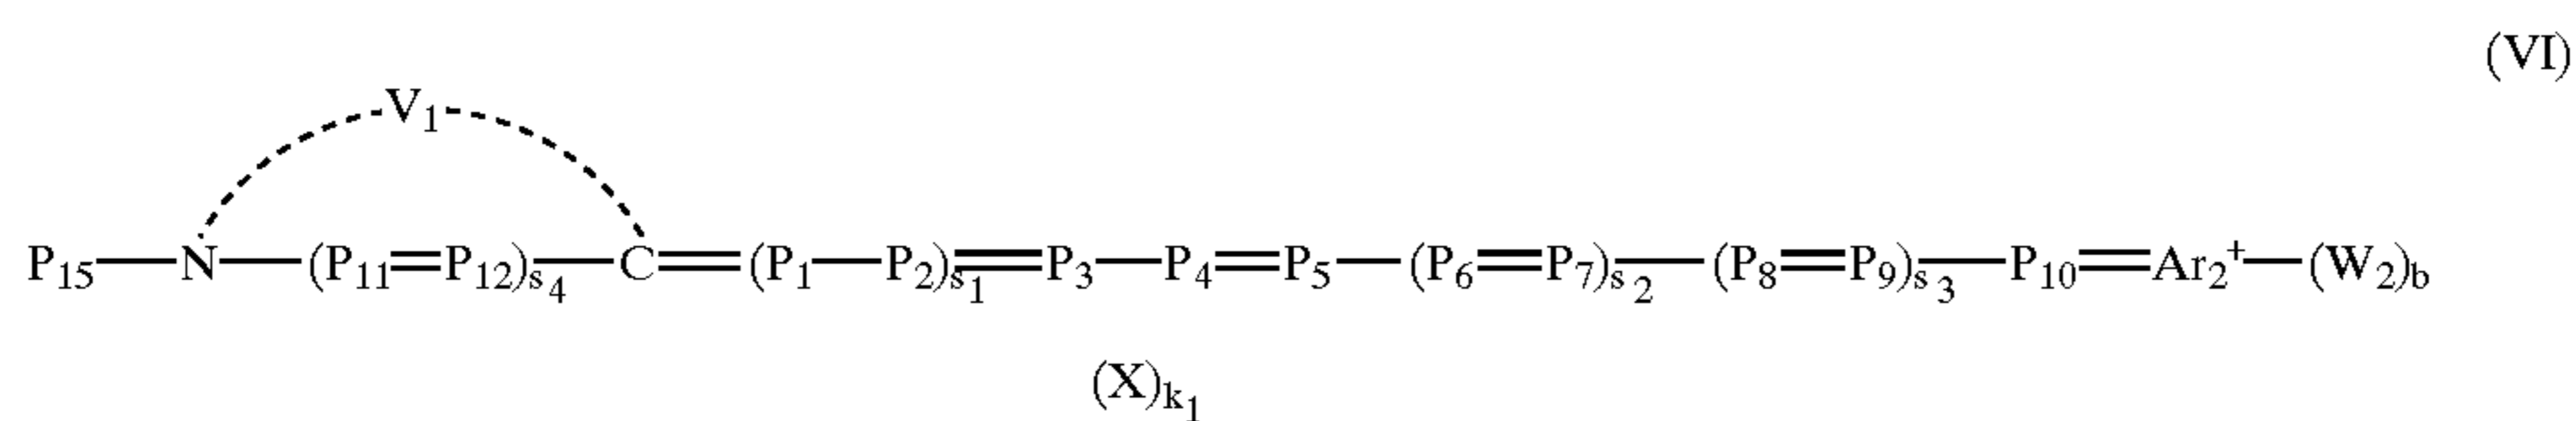 (VI)
V1
P15—N—(P11=P12)s4—C=(P1—P2)s1=P3—P4=P5—(P6=P7)s2—(P8=P9)s3—P10=Ar2+—(W2)b
(X)k1